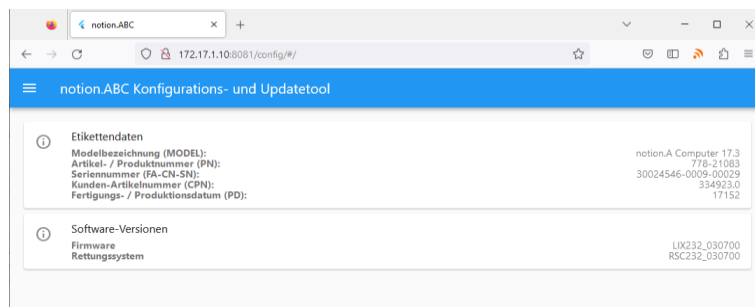 notion.ABC
172.17.1.10:8081/config/#/
notion.ABC Konfigurations- und Updatetool
Etikettendaten
Modelbezeichnung (MODEL): notion.A Computer 17.3
Artikel- / Produktnummer (PN): 778-21083
Seriennummer (FA-CN-SN): 30024546-0009-00029
Kunden-Artikelnummer (CPN): 334923.0
Fertigungs- / Produktionsdatum (PD): 17152
Software-Versionen
Firmware LIX232_030700
Rettungssystem RSC232_030700